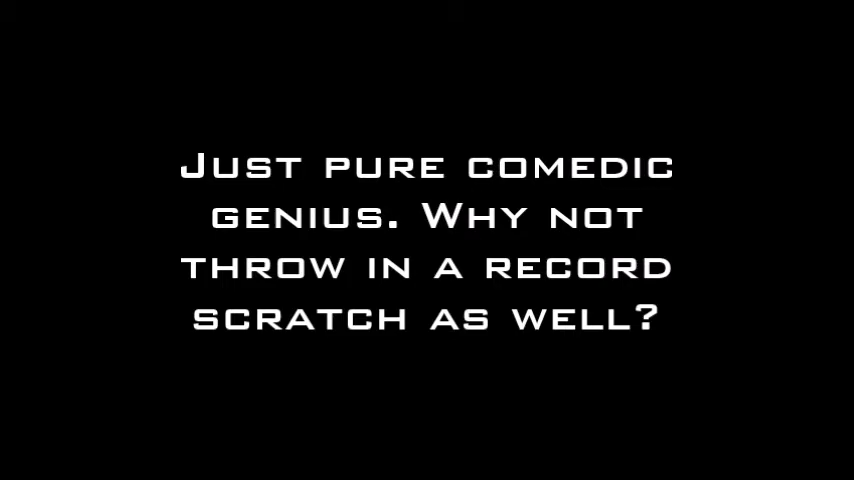 Just pure comedic
genius. Why not
throw in a record
scratch as well?